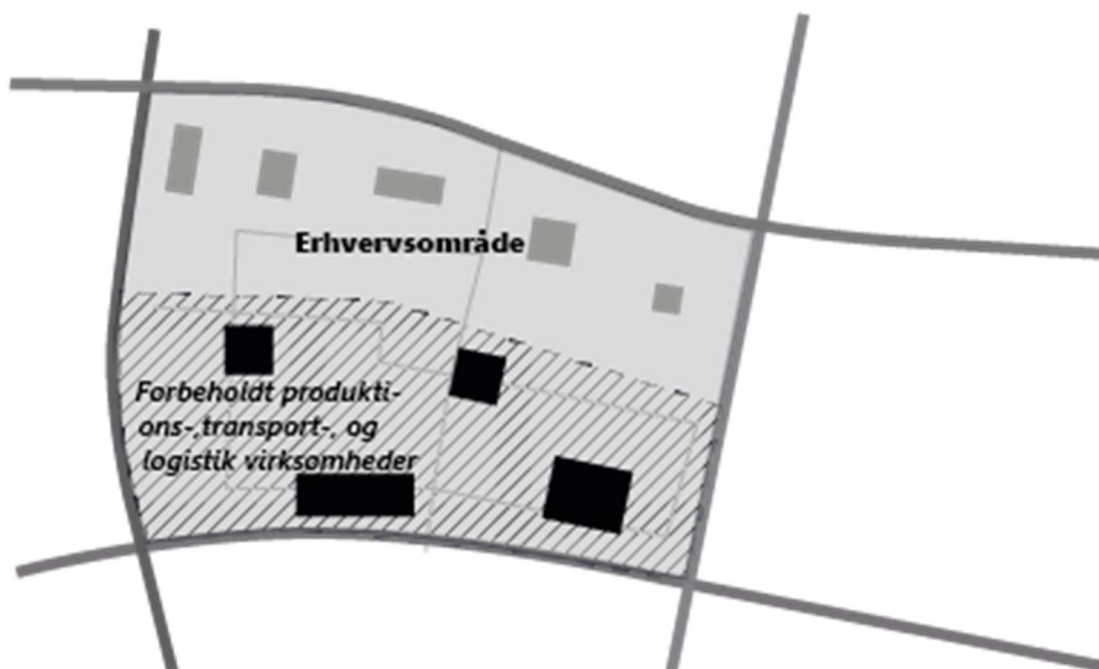 Erhvervsområde
Forbeholdt produkti-
ons-,transport-, og
logistik virksomheder